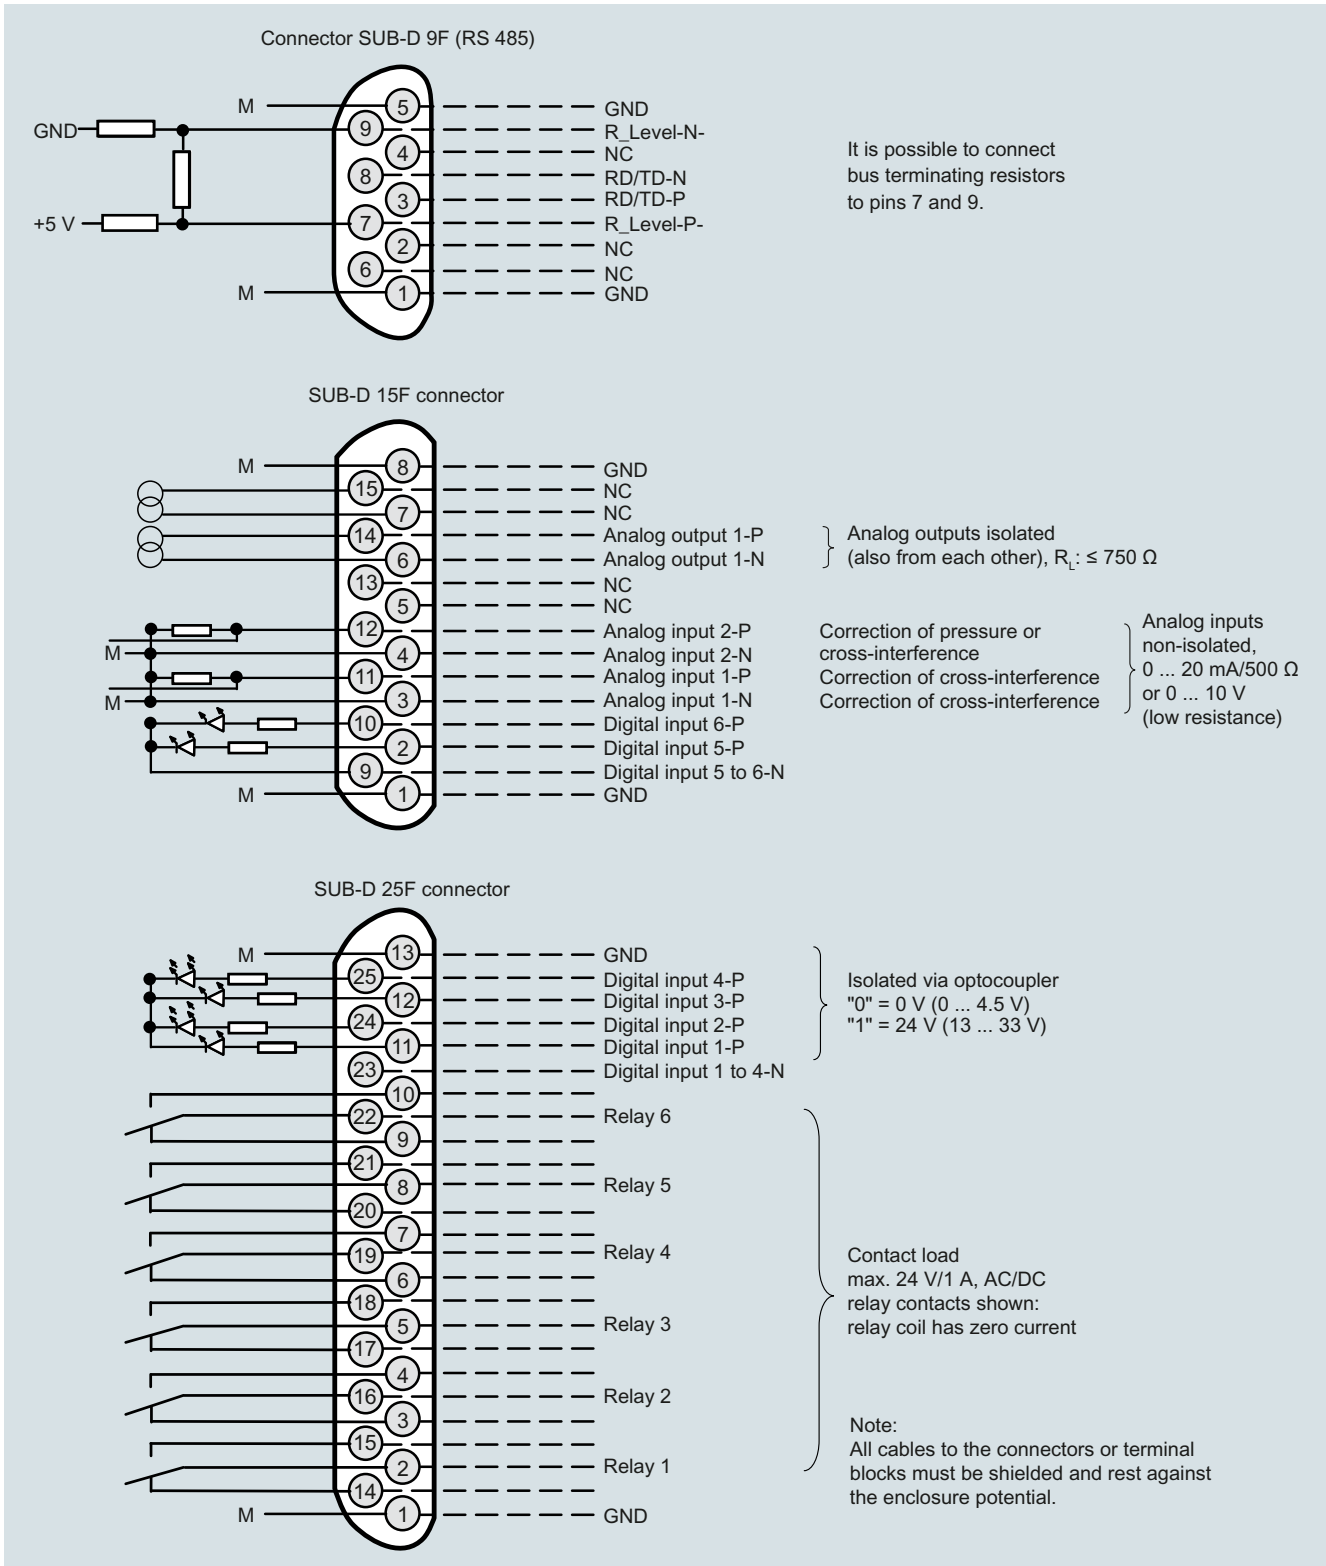 Connector SUB-D 9F (RS 485)
M 5 GND
GND 9 R_Level-N-
4 NC
8 RD/TD-N
3 RD/TD-P
+5 V 7 R_Level-P-
2 NC
6 NC
M 1 GND
It is possible to connect
bus terminating resistors
to pins 7 and 9.
SUB-D 15F connector
M 8 GND
15 NC
7 NC
14 Analog output 1-P
6 Analog output 1-N
Analog outputs isolated
(also from each other), RL: ≤ 750 Ω
13 NC
5 NC
12 Analog input 2-P
M 4 Analog input 2-N
11 Analog input 1-P
M 3 Analog input 1-N
Correction of pressure or
cross-interference
Correction of cross-interference
Correction of cross-interference
Analog inputs
non-isolated,
0 ... 20 mA/500 Ω
or 0 ... 10 V
(low resistance)
10 Digital input 6-P
2 Digital input 5-P
9 Digital input 5 to 6-N
M 1 GND
SUB-D 25F connector
M 13 GND
25 Digital input 4-P
12 Digital input 3-P
24 Digital input 2-P
11 Digital input 1-P
23 Digital input 1 to 4-N
Isolated via optocoupler
"0" = 0 V (0 ... 4.5 V)
"1" = 24 V (13 ... 33 V)
10
22 Relay 6
9
21
8 Relay 5
20
7
19 Relay 4
6
18
5 Relay 3
17
4
16 Relay 2
3
15
2 Relay 1
14
M 1 GND
Contact load
max. 24 V/1 A, AC/DC
relay contacts shown:
relay coil has zero current
Note:
All cables to the connectors or terminal
blocks must be shielded and rest against
the enclosure potential.